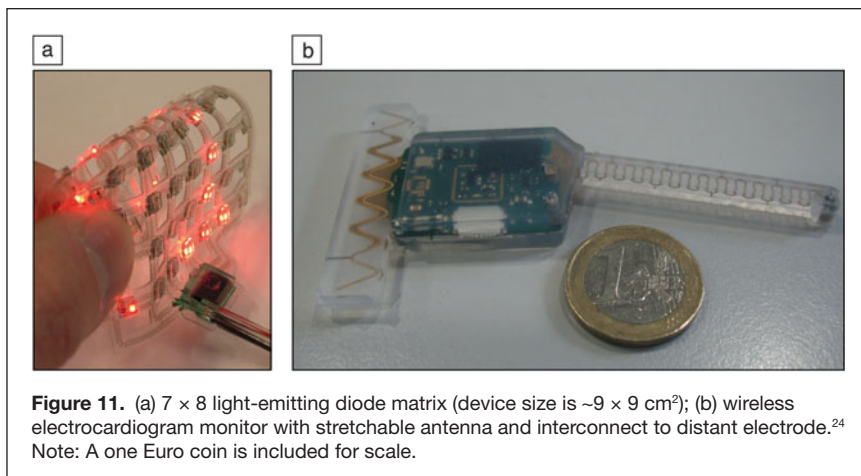 a
b
Figure 11. (a) 7 × 8 light-emitting diode matrix (device size is ~9 × 9 cm²); (b) wireless
electrocardiogram monitor with stretchable antenna and interconnect to distant electrode.²⁴
Note: A one Euro coin is included for scale.